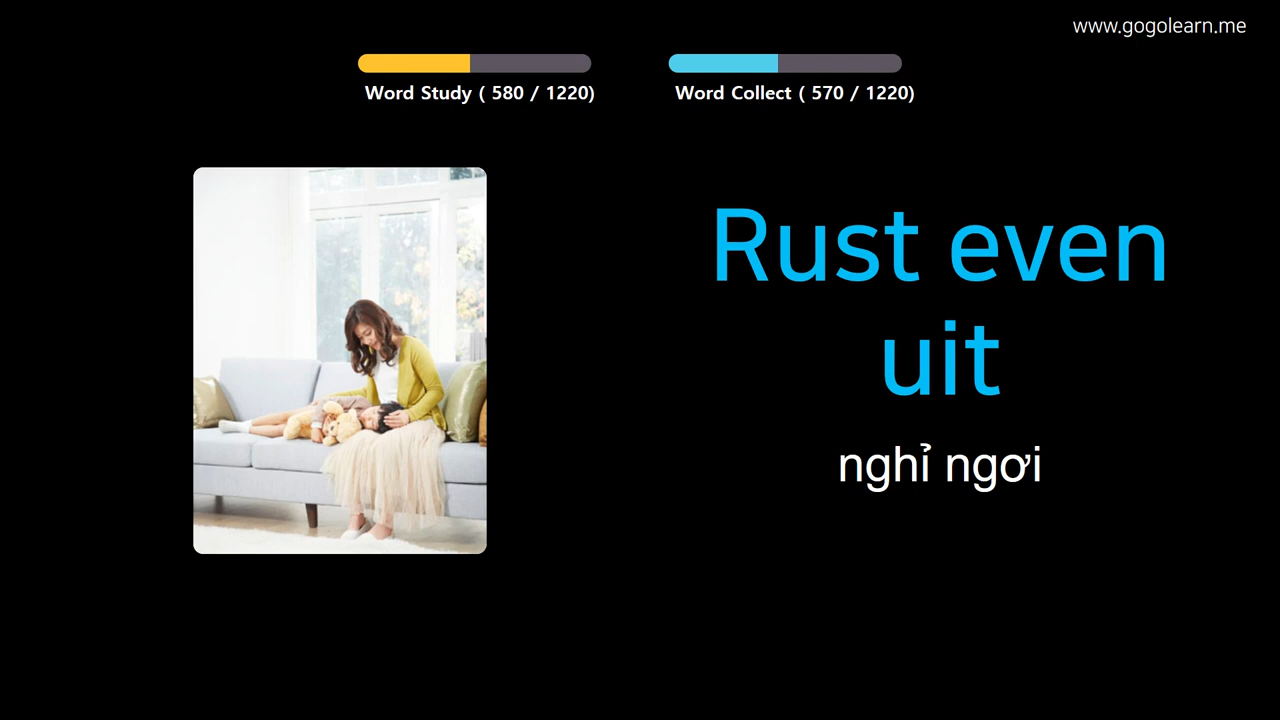 www.gogolearn.me
Word Study ( 580 / 1220)
Word Collect ( 570 / 1220)
Rust even
uit
nghỉ ngơi